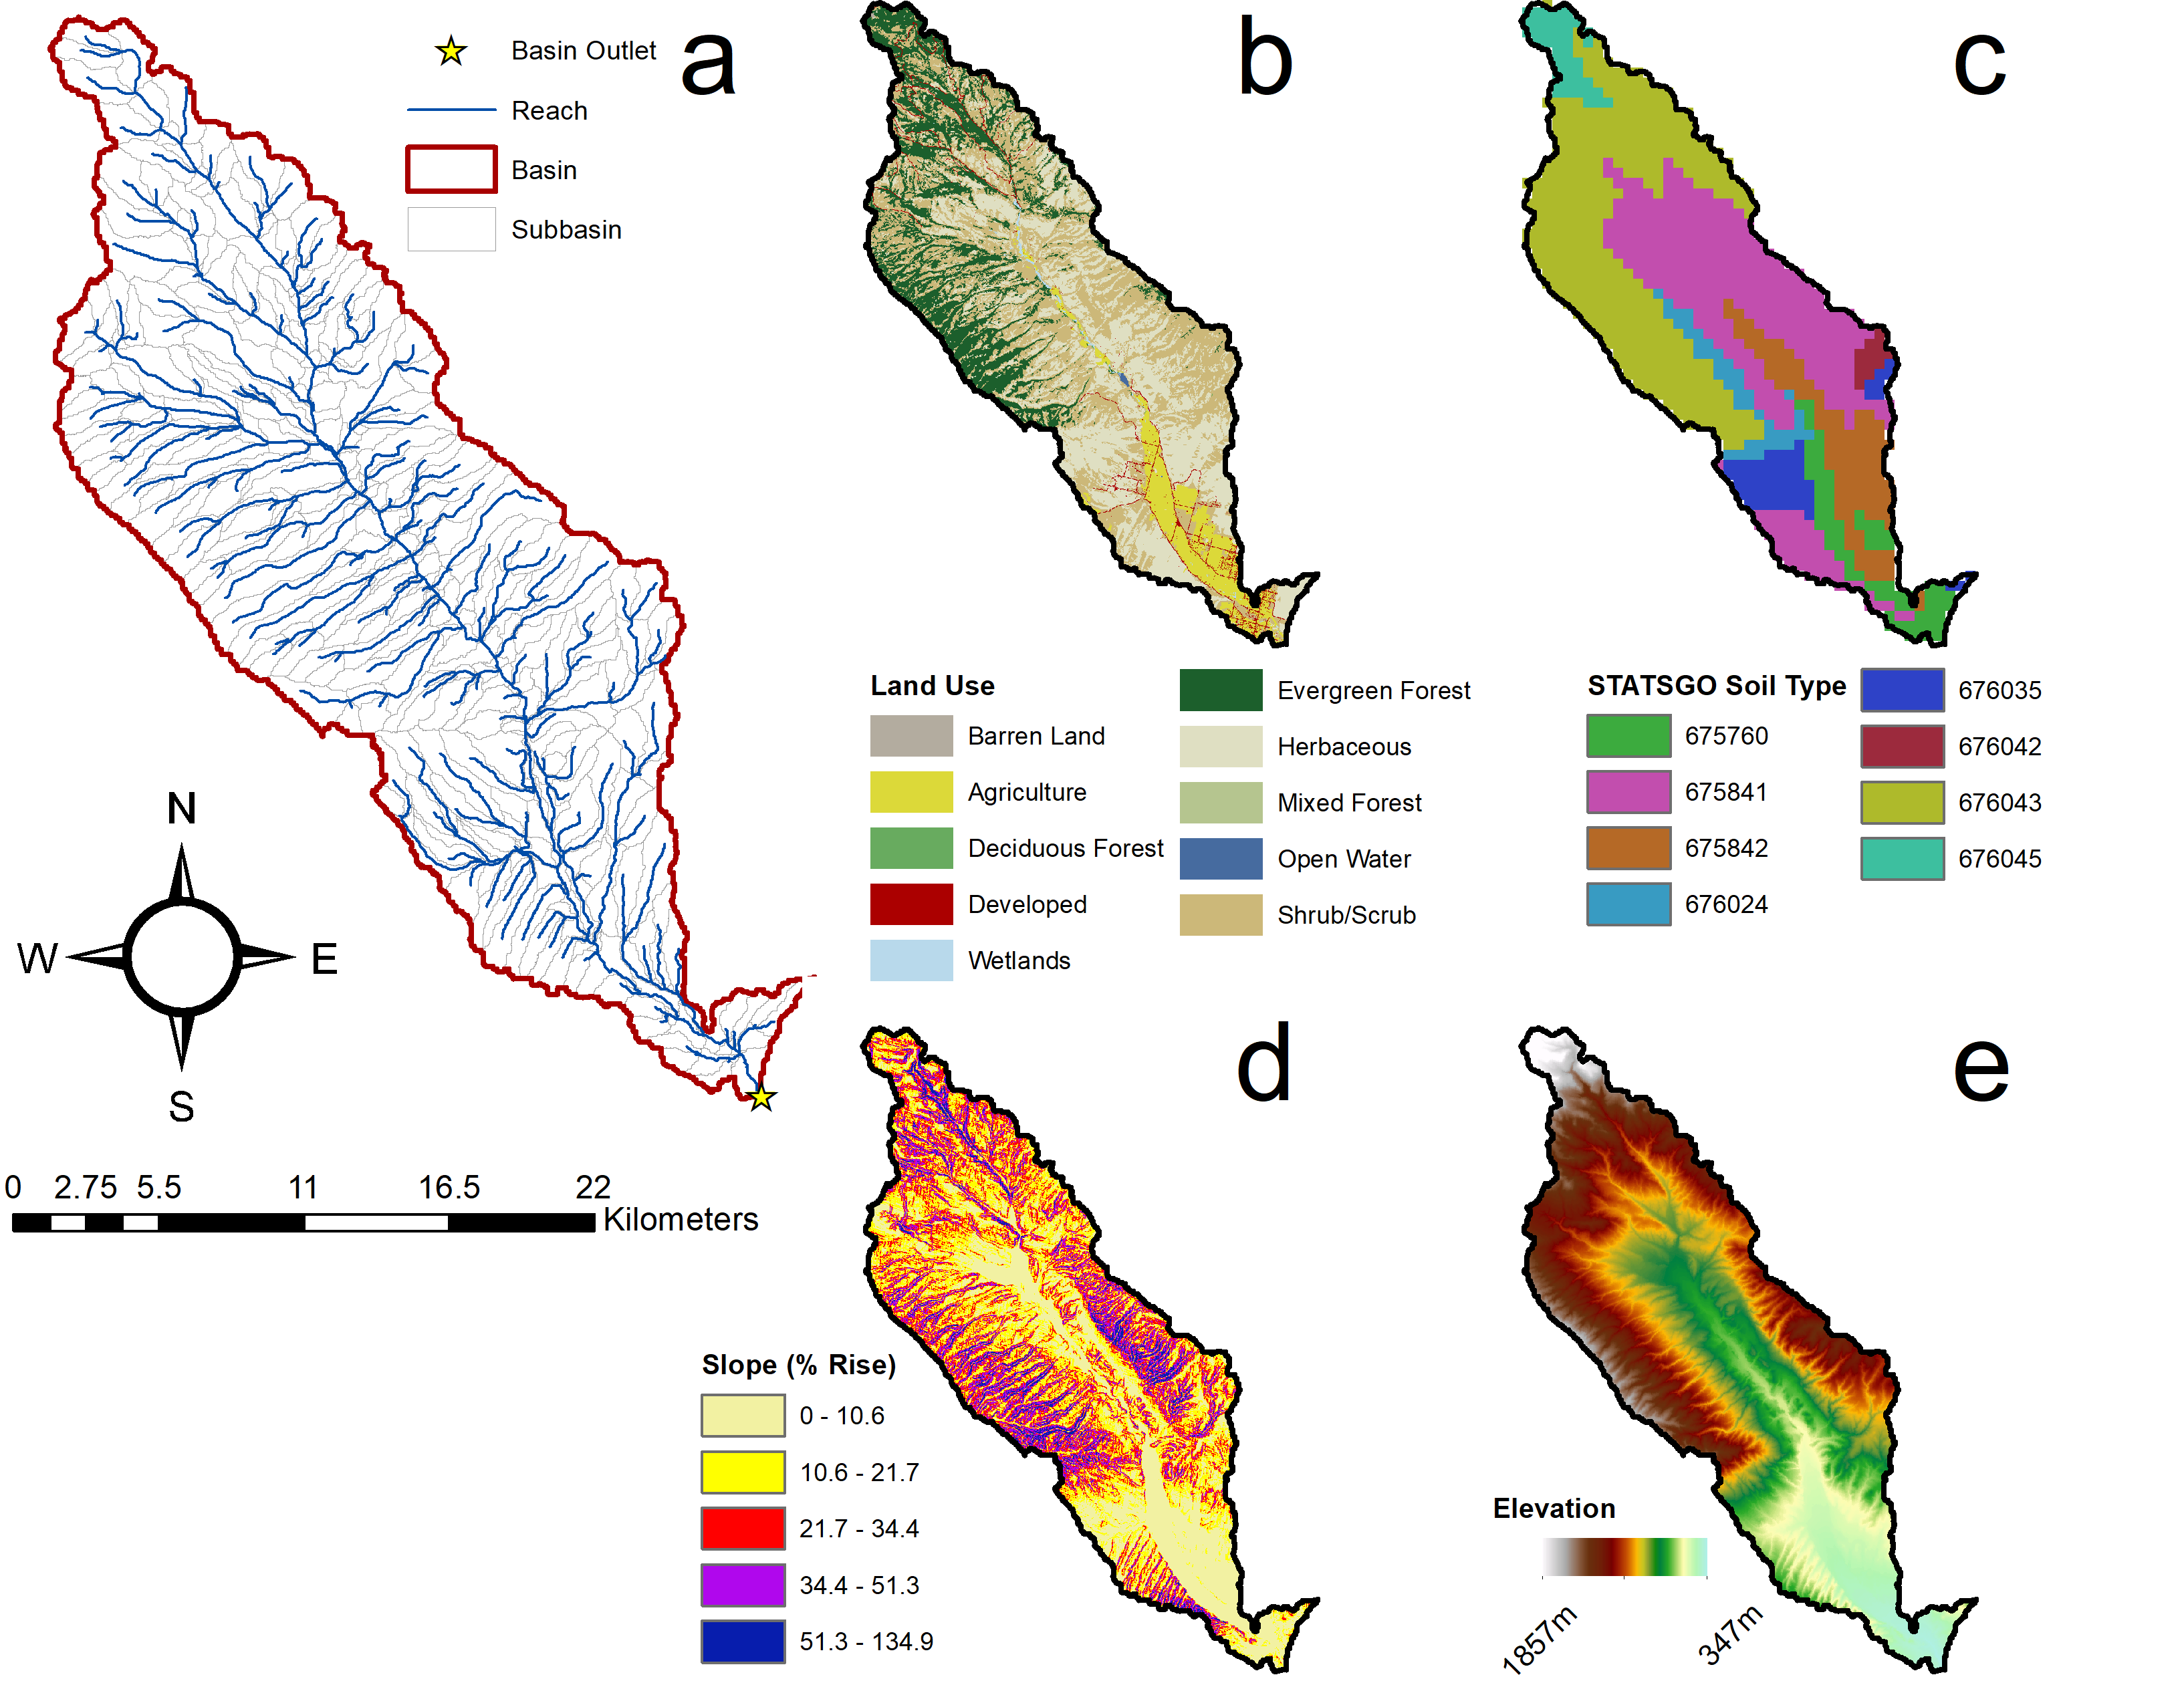 a
Basin Outlet
Reach
Basin
Subbasin
N
W
E
S
0 2.75 5.5 11 16.5 22
Kilometers
b
Land Use
Barren Land
Agriculture
Deciduous Forest
Developed
Wetlands
Evergreen Forest
Herbaceous
Mixed Forest
Open Water
Shrub/Scrub
c
STATSGO Soil Type
675760
675841
675842
676024
676035
676042
676043
676045
d
Slope (% Rise)
0 - 10.6
10.6 - 21.7
21.7 - 34.4
34.4 - 51.3
51.3 - 134.9
e
Elevation
1857m
347m